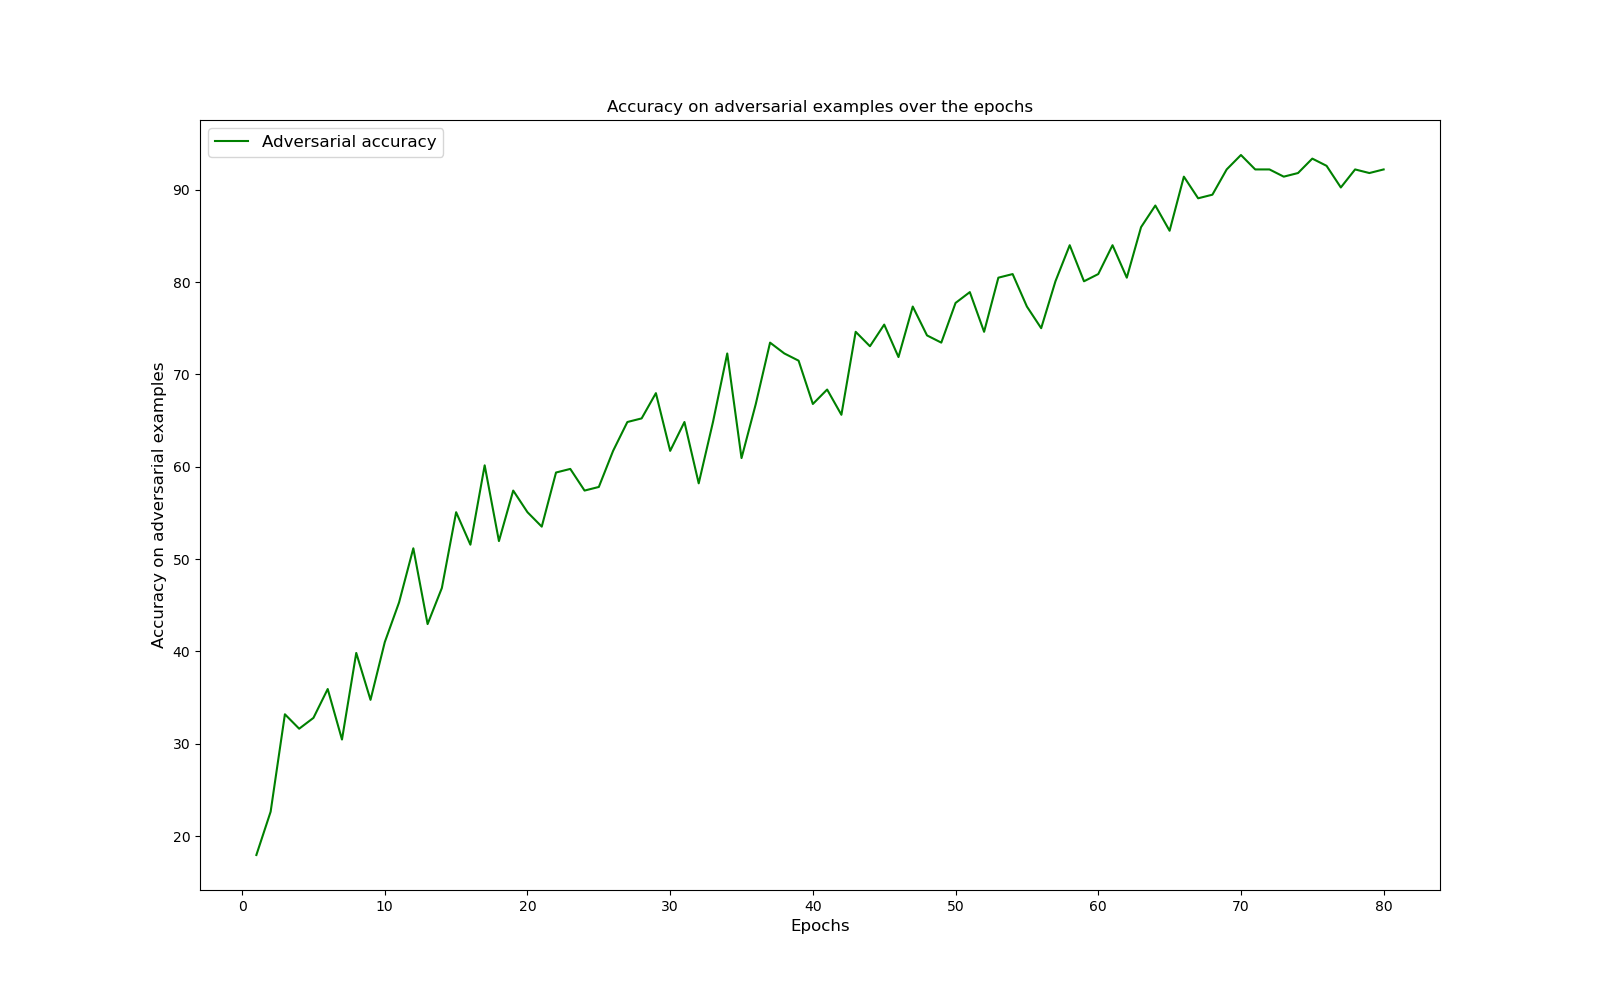 Accuracy on adversarial examples over the epochs
Adversarial accuracy
Accuracy on adversarial examples
90
80
70
60
50
40
30
20
0 10 20 30 40 50 60 70 80
Epochs